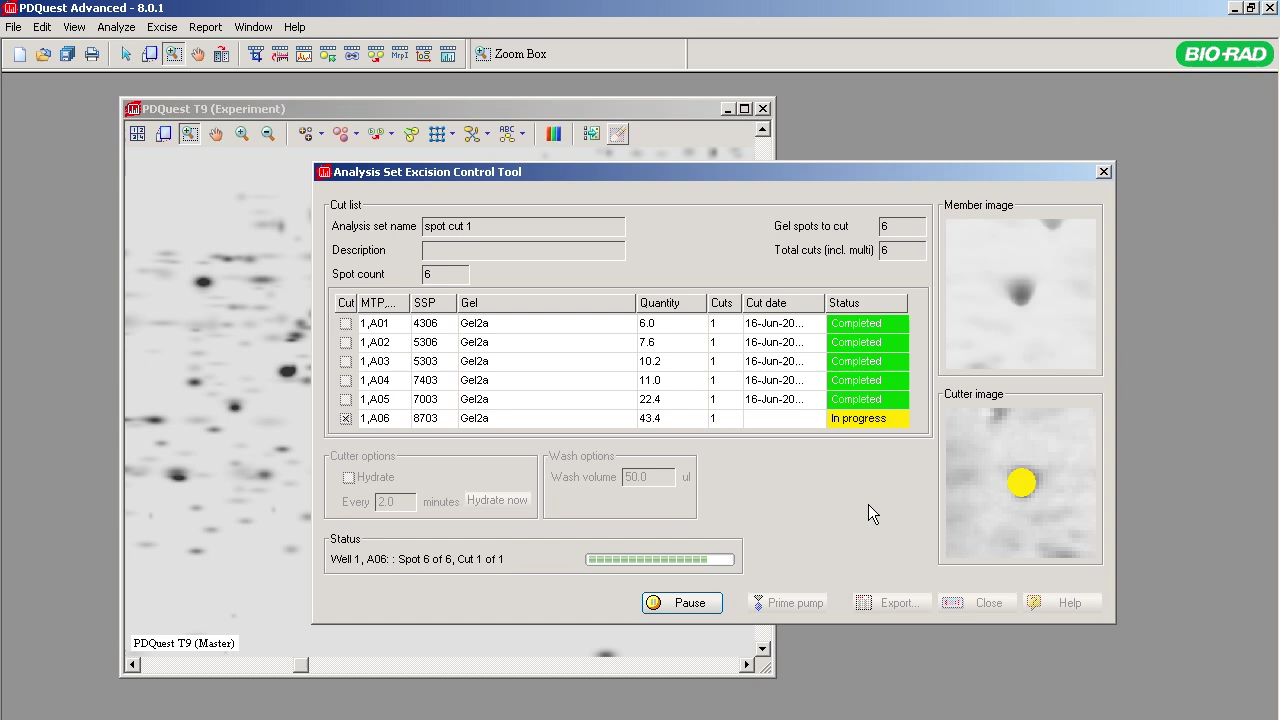 PDQuest Advanced - 8.0.1
File Edit View Analyze Excise Report Window Help
Zoom Box
BIO-RAD
PDQuest T9 (Experiment)
ABC
Analysis Set Excision Control Tool
Cut list
Analysis set name spot cut 1
Gel spots to cut 6
Description
Total cuts (incl. multi) 6
Spot count 6
Cut MTP,... SSP Gel Quantity Cuts Cut date Status
1,A01 4306 Gel2a 6.0 1 16-Jun-20... Completed
1,A02 5306 Gel2a 7.6 1 16-Jun-20... Completed
1,A03 5303 Gel2a 10.2 1 16-Jun-20... Completed
1,A04 7403 Gel2a 11.0 1 16-Jun-20... Completed
1,A05 7003 Gel2a 22.4 1 16-Jun-20... Completed
1,A06 8703 Gel2a 43.4 1 In progress
Member image
Cutter image
Cutter options
Hydrate
Every 2.0 minutes Hydrate now
Wash options
Wash volume 50.0 ul
Status
Well 1, A06: : Spot 6 of 6, Cut 1 of 1
Pause Prime pump Export... Close Help
PDQuest T9 (Master)